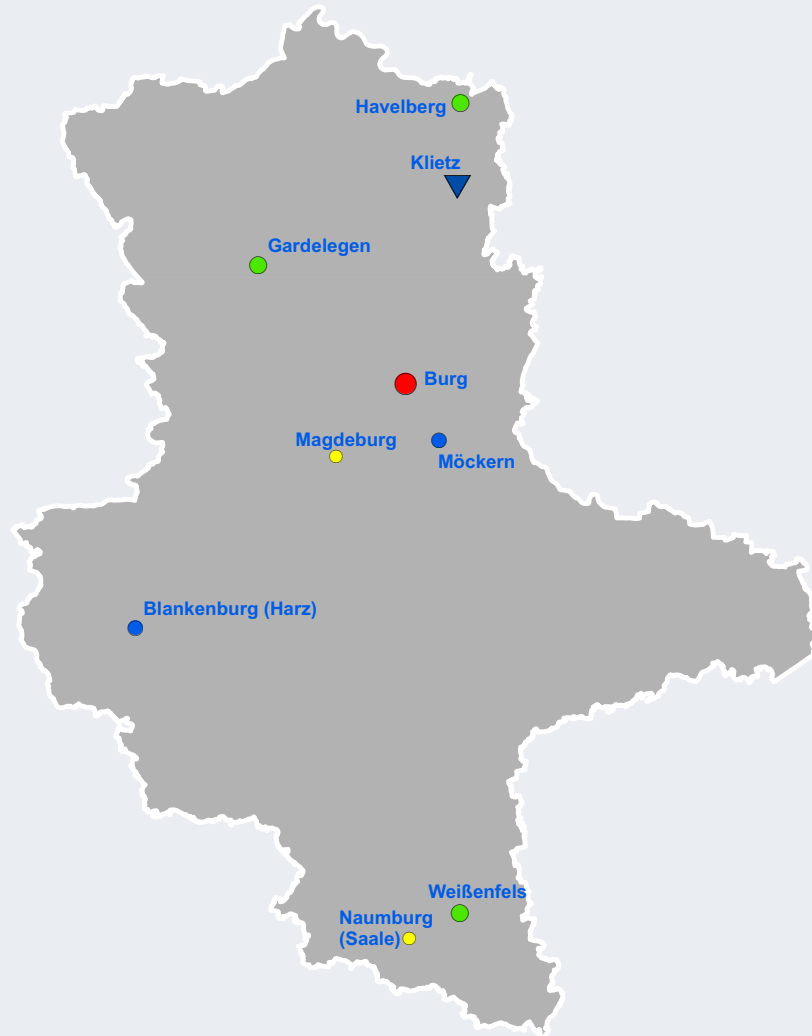 Havelberg
Klietz
Gardelegen
Burg
Magdeburg
Möckern
Blankenburg (Harz)
Weißenfels
Naumburg
(Saale)